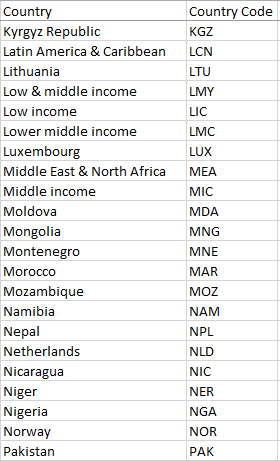 Country Country Code
Kyrgyz Republic KGZ
Latin America & Caribbean LCN
Lithuania LTU
Low & middle income LMY
Low income LIC
Lower middle income LMC
Luxembourg LUX
Middle East & North Africa MEA
Middle income MIC
Moldova MDA
Mongolia MNG
Montenegro MNE
Morocco MAR
Mozambique MOZ
Namibia NAM
Nepal NPL
Netherlands NLD
Nicaragua NIC
Niger NER
Nigeria NGA
Norway NOR
Pakistan PAK